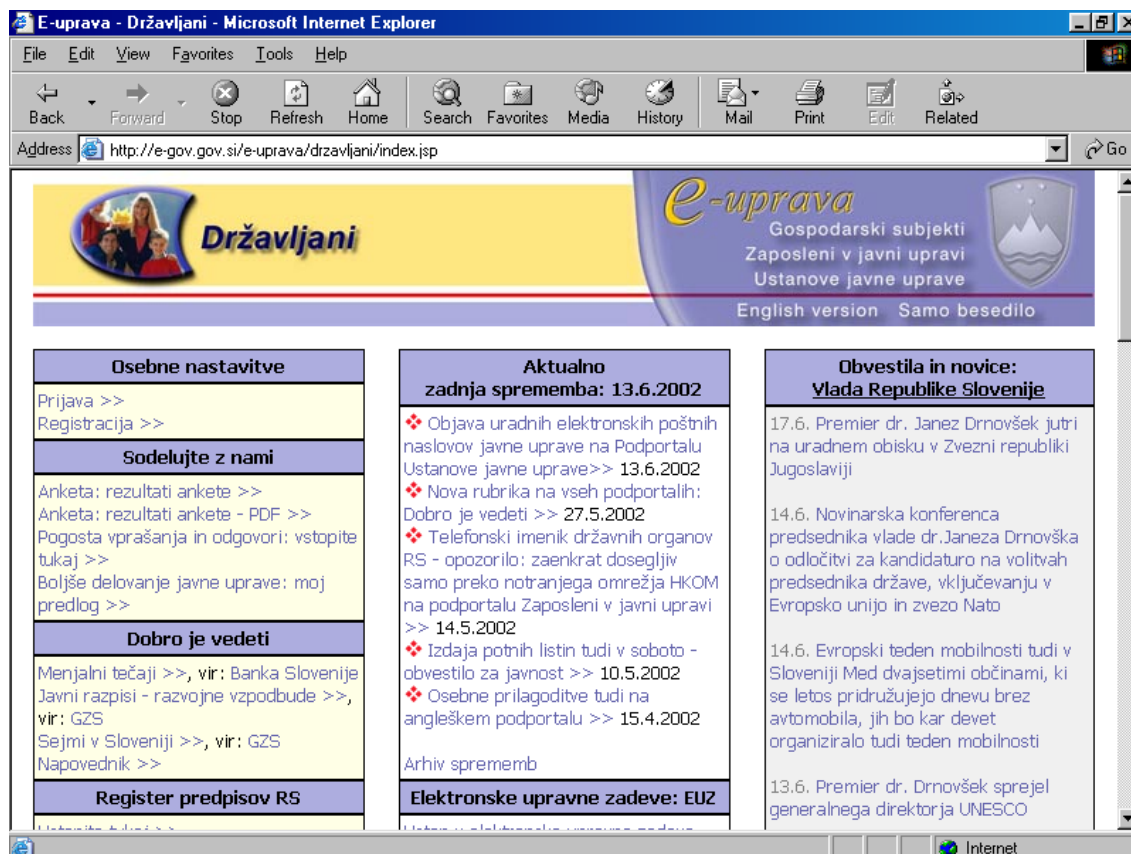 E-uprava - Državljani - Microsoft Internet Explorer
File Edit View Favorites Tools Help
Back Forward Stop Refresh Home Search Favorites Media History Mail Print Edit Related
Address http://e-gov.gov.si/e-uprava/drzavljani/index.jsp Go
Državljani
e-uprava
Gospodarski subjekti
Zaposleni v javni upravi
Ustanove javne uprave
English version Samo besedilo
Osebne nastavitve
Prijava >>
Registracija >>
Sodelujte z nami
Anketa: rezultati ankete >>
Anketa: rezultati ankete - PDF >>
Pogosta vprašanja in odgovori: vstopite
tukaj >>
Boljše delovanje javne uprave: moj
predlog >>
Dobro je vedeti
Menjalni tečaji >>, vir: Banka Slovenije
Javni razpisi - razvojne vzpodbude >>,
vir: GZS
Sejmi v Sloveniji >>, vir: GZS
Napovednik >>
Register predpisov RS
Aktualno
zadnja sprememba: 13.6.2002
Objava uradnih elektronskih poštnih
naslovov javne uprave na Podportalu
Ustanove javne uprave>> 13.6.2002
Nova rubrika na vseh podportalih:
Dobro je vedeti >> 27.5.2002
Telefonski imenik državnih organov
RS - opozorilo: zaenkrat dosegljiv
samo preko notranjega omrežja HKOM
na podportalu Zaposleni v javni upravi
>> 14.5.2002
Izdaja potnih listin tudi v soboto -
obvestilo za javnost >> 10.5.2002
Osebne prilagoditve tudi na
angleškem podportalu >> 15.4.2002
Arhiv sprememb
Elektronske upravne zadeve: EUZ
Obvestila in novice:
Vlada Republike Slovenije
17.6. Premier dr. Janez Drnovšek jutri
na uradnem obisku v Zvezni republiki
Jugoslaviji
14.6. Novinarska konferenca
predsednika vlade dr.Janeza Drnovška
o odločitvi za kandidaturo na volitvah
predsednika države, vključevanju v
Evropsko unijo in zvezo Nato
14.6. Evropski teden mobilnosti tudi v
Sloveniji Med dvajsetimi občinami, ki
se letos pridružujejo dnevu brez
avtomobila, jih bo kar devet
organiziralo tudi teden mobilnosti
13.6. Premier dr. Drnovšek sprejel
generalnega direktorja UNESCO
Internet